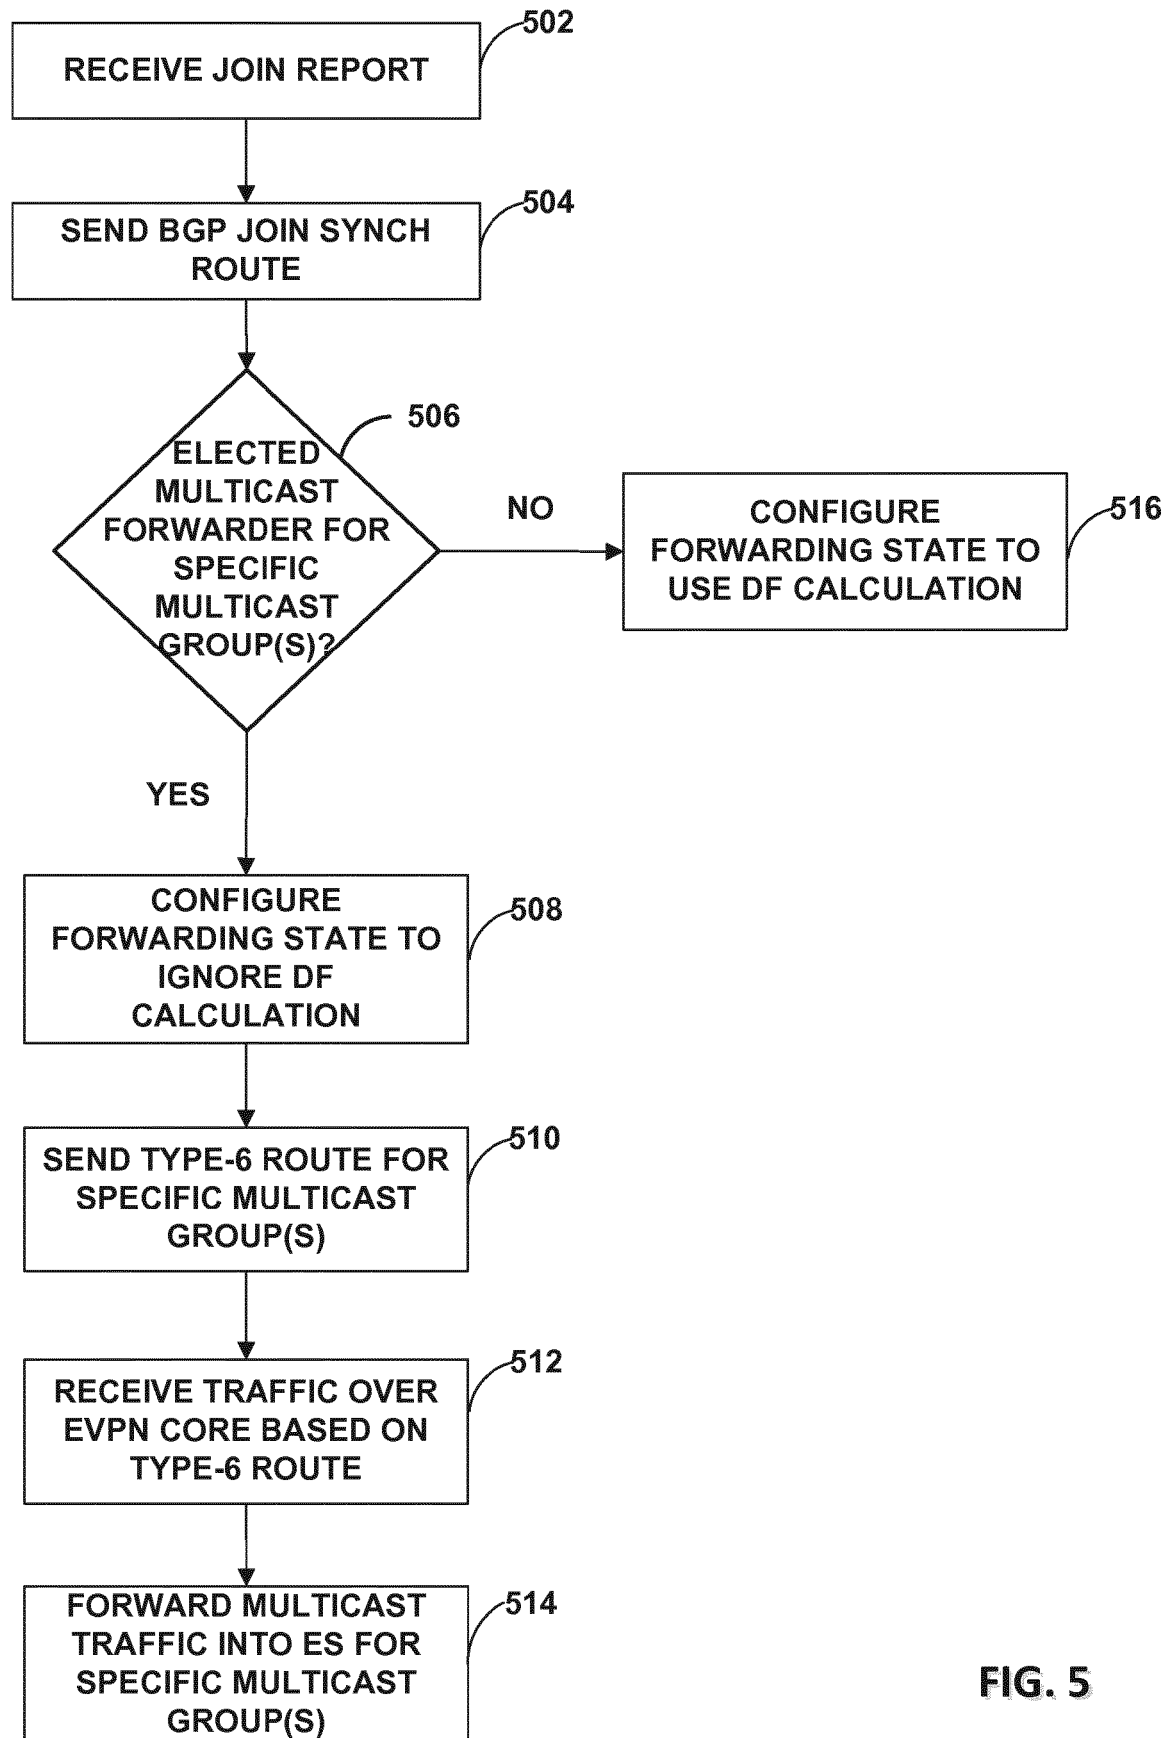 502
RECEIVE JOIN REPORT
504
SEND BGP JOIN SYNCH
ROUTE
506
ELECTED
MULTICAST
FORWARDER FOR
SPECIFIC
MULTICAST
GROUP(S)?
NO
516
CONFIGURE
FORWARDING STATE TO
USE DF CALCULATION
YES
508
CONFIGURE
FORWARDING STATE TO
IGNORE DF
CALCULATION
510
SEND TYPE-6 ROUTE FOR
SPECIFIC MULTICAST
GROUP(S)
512
RECEIVE TRAFFIC OVER
EVPN CORE BASED ON
TYPE-6 ROUTE
514
FORWARD MULTICAST
TRAFFIC INTO ES FOR
SPECIFIC MULTICAST
GROUP(S)
FIG. 5